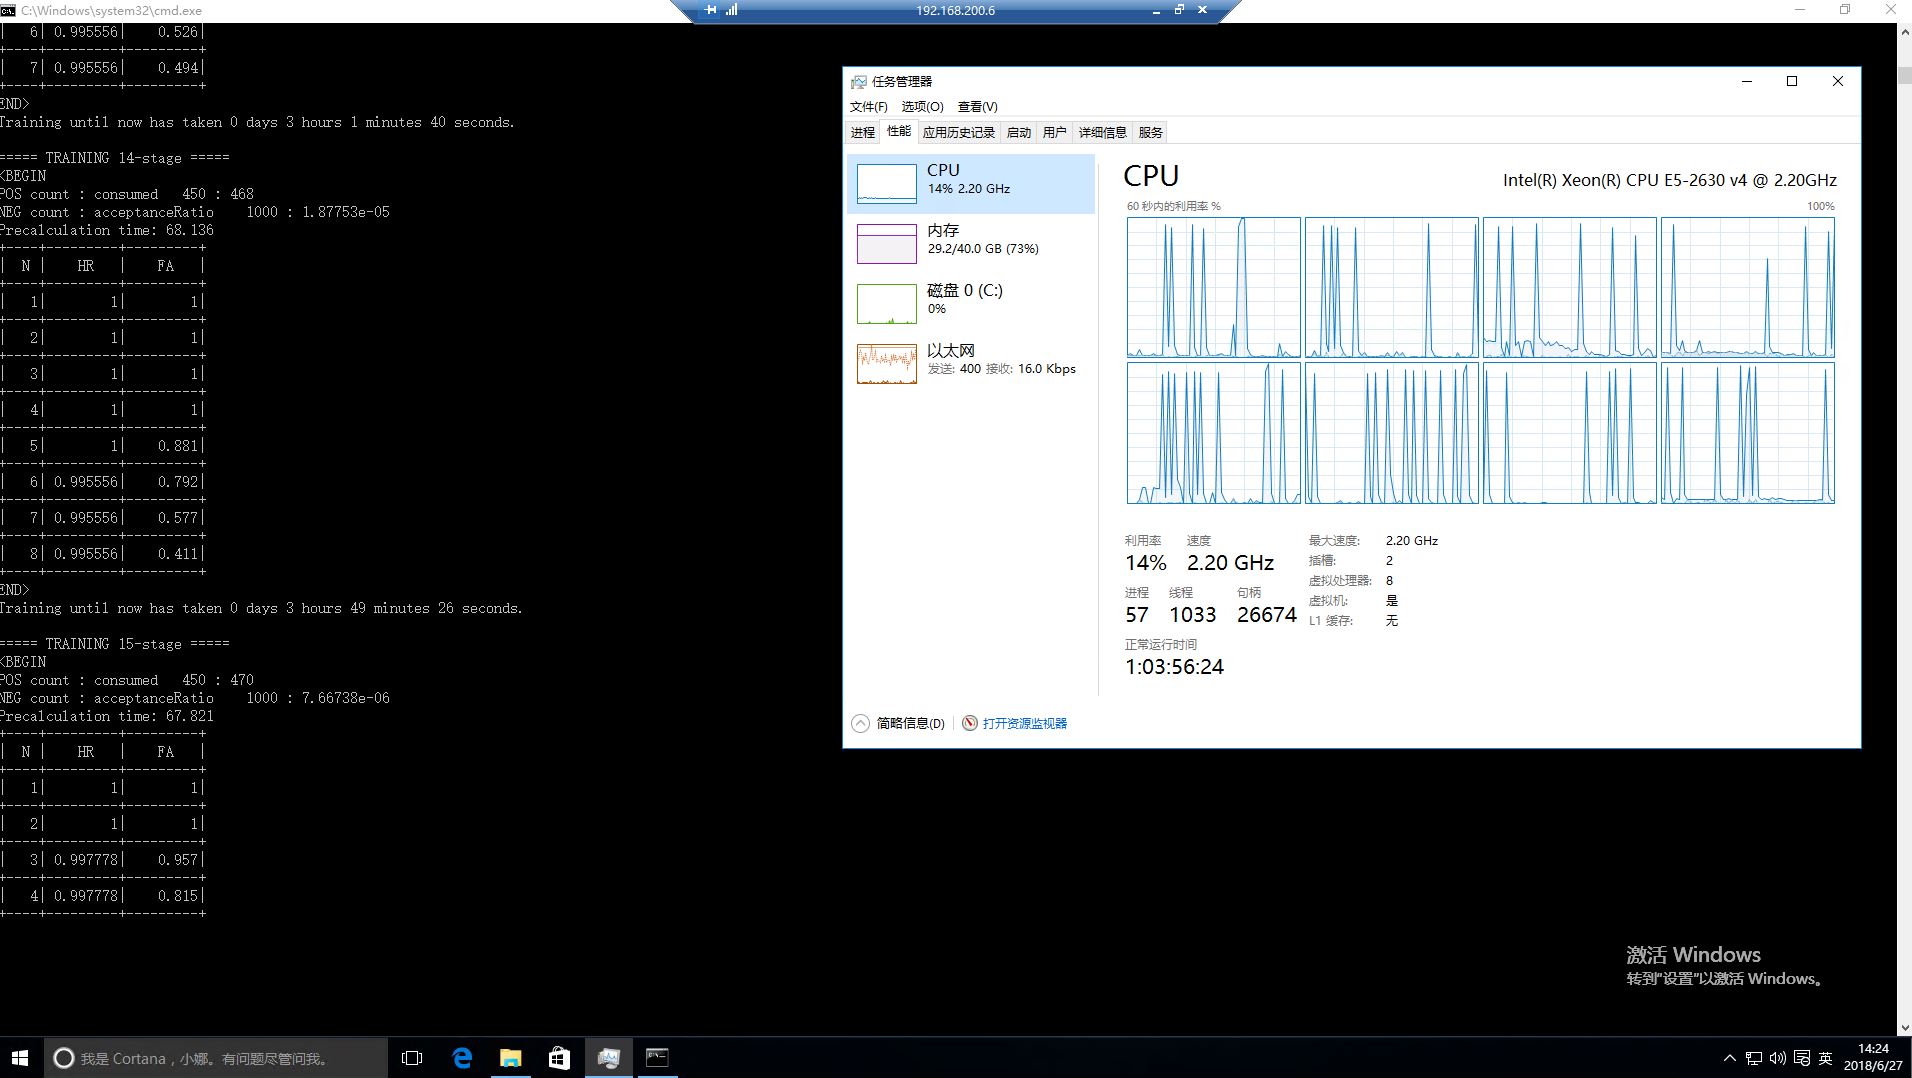 C:\Windows\system32\cmd.exe
192.168.200.6
| 6| 0.995556| 0.526|
+----+---------+---------+
| 7| 0.995556| 0.494|
+----+---------+---------+
END>
Training until now has taken 0 days 3 hours 1 minutes 40 seconds.
===== TRAINING 14-stage =====
<BEGIN
POS count : consumed 450 : 468
NEG count : acceptanceRatio 1000 : 1.87753e-05
Precalculation time: 68.136
+----+---------+---------+
| N | HR | FA |
+----+---------+---------+
| 1| 1| 1|
+----+---------+---------+
| 2| 1| 1|
+----+---------+---------+
| 3| 1| 1|
+----+---------+---------+
| 4| 1| 1|
+----+---------+---------+
| 5| 1| 0.881|
+----+---------+---------+
| 6| 0.995556| 0.792|
+----+---------+---------+
| 7| 0.995556| 0.577|
+----+---------+---------+
| 8| 0.995556| 0.411|
+----+---------+---------+
END>
Training until now has taken 0 days 3 hours 49 minutes 26 seconds.
===== TRAINING 15-stage =====
<BEGIN
POS count : consumed 450 : 470
NEG count : acceptanceRatio 1000 : 7.66738e-06
Precalculation time: 67.821
+----+---------+---------+
| N | HR | FA |
+----+---------+---------+
| 1| 1| 1|
+----+---------+---------+
| 2| 1| 1|
+----+---------+---------+
| 3| 0.997778| 0.957|
+----+---------+---------+
| 4| 0.997778| 0.815|
+----+---------+---------+
任务管理器
文件(F) 选项(O) 查看(V)
进程 性能 应用历史记录 启动 用户 详细信息 服务
CPU
14% 2.20 GHz
内存
29.2/40.0 GB (73%)
磁盘 0 (C:)
0%
以太网
发送: 400 接收: 16.0 Kbps
CPU
Intel(R) Xeon(R) CPU E5-2630 v4 @ 2.20GHz
60 秒内的利用率 % 100%
利用率 速度
14% 2.20 GHz
进程 线程 句柄
57 1033 26674
正常运行时间
1:03:56:24
最大速度: 2.20 GHz
插槽: 2
虚拟处理器: 8
虚拟机: 是
L1 缓存: 无
简略信息(D) 打开资源监视器
激活 Windows
转到"设置"以激活 Windows。
我是 Cortana，小娜。有问题尽管问我。
英
14:24
2018/6/27